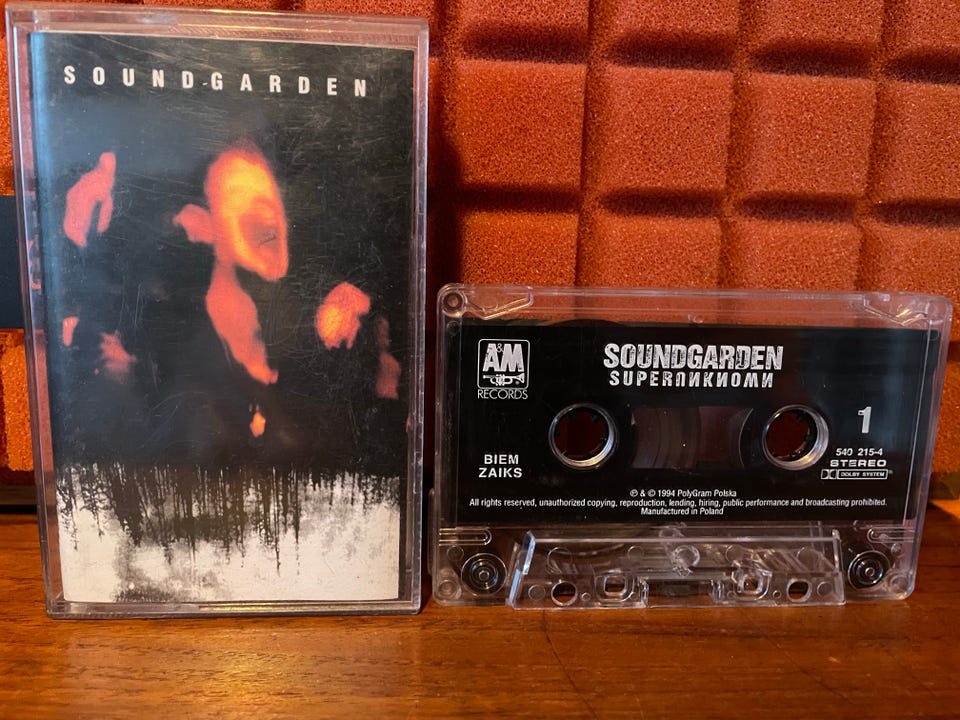 SOUNDGARDEN
A&M
RECORDS
SOUNDGARDEN
SUPERUNKNOWN
1
540 215-4
STEREO
DOLBY SYSTEM
BIEM
ZAIKS
℗ & © 1994 PolyGram Polska
All rights reserved, unauthorized copying, reproduction, lending, hiring, public performance and broadcasting prohibited.
Manufactured in Poland